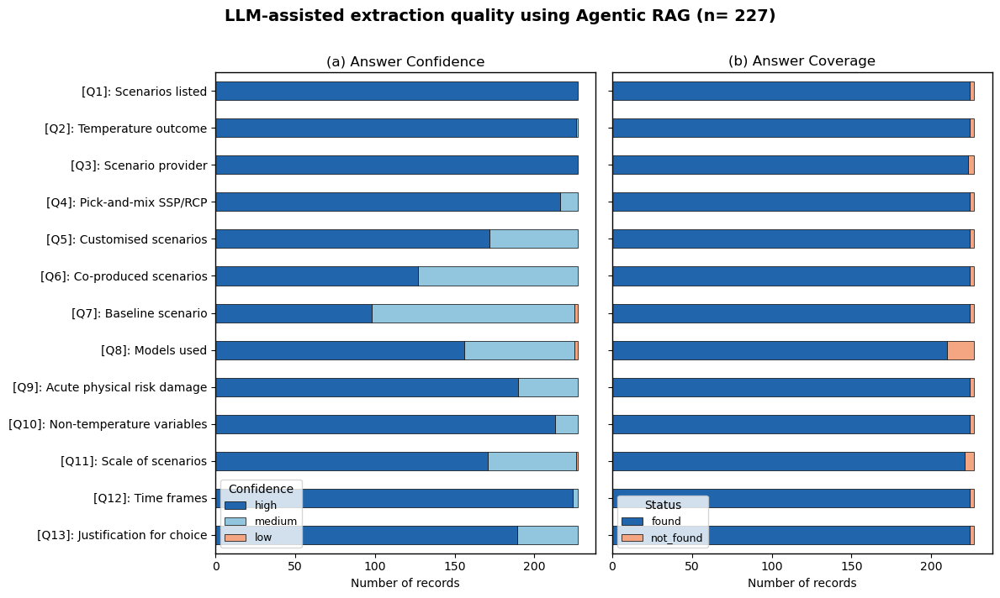 LLM-assisted extraction quality using Agentic RAG (n= 227)
(a) Answer Confidence
[Q1]: Scenarios listed
[Q2]: Temperature outcome
[Q3]: Scenario provider
[Q4]: Pick-and-mix SSP/RCP
[Q5]: Customised scenarios
[Q6]: Co-produced scenarios
[Q7]: Baseline scenario
[Q8]: Models used
[Q9]: Acute physical risk damage
[Q10]: Non-temperature variables
[Q11]: Scale of scenarios
[Q12]: Time frames
[Q13]: Justification for choice
Confidence
high
medium
low
0 50 100 150 200
Number of records
(b) Answer Coverage
Status
found
not_found
0 50 100 150 200
Number of records